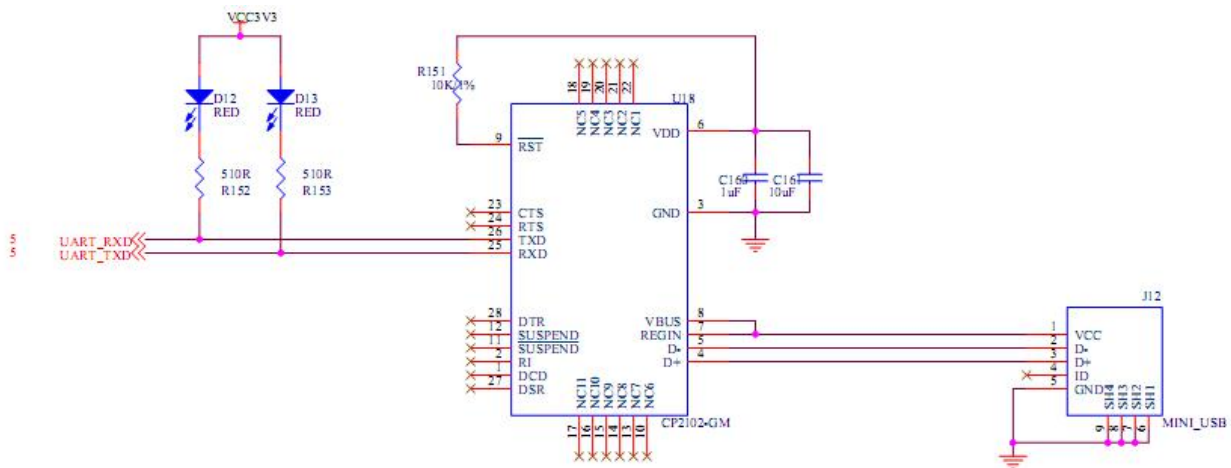 VCC3V3
D12
RED
D13
RED
510R
R152
510R
R153
5 UART_RXD
5 UART_TXD
R151
10K/1%
18 19 20 21 22
NC5 NC4 NC3 NC2 NC1
U18
9 RST
VDD 6
23 CTS
24 RTS
26 TXD
25 RXD
GND 3
C160
1uF
C161
10uF
28 DTR
12 SUSPEND
11 SUSPEND
2 RI
1 DCD
27 DSR
VBUS 8
REGIN 7
D- 5
D+ 4
NC11 NC10 NC9 NC8 NC7 NC6
17 16 15 14 13 10
CP2102-GM
J12
1 VCC
2 D-
3 D+
4 ID
5 GND
SH4 SH3 SH2 SH1
9 8 7 6
MINI_USB